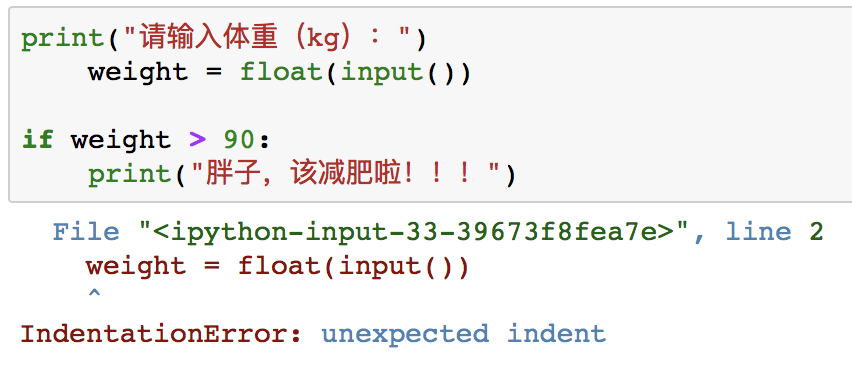 print("请输入体重（kg）：")
    weight = float(input())
if weight > 90:
    print("胖子，该减肥啦！！！")
  File "<ipython-input-33-39673f8fea7e>", line 2
    weight = float(input())
    ^
IndentationError: unexpected indent